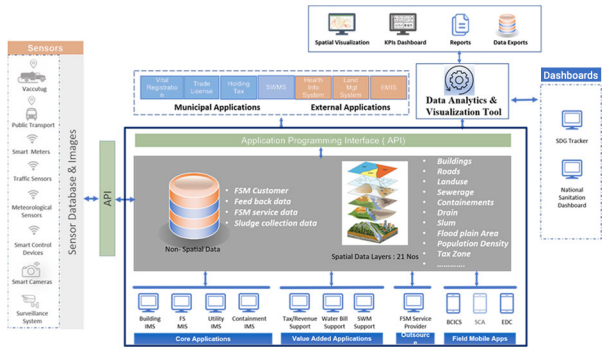 Spatial Visualization
KPIs Dashboard
Reports
Data Exports
Sensors
Vaccutug
Public Transport
Smart Meters
Traffic Sensors
Meteorological
Sensors
Smart Control
Devices
Smart Cameras
Surveillance
System
Sensor Database & Images
API
Vital
Registratio
n
Trade
License
Holding
Tax
SWMS
Health
Info
System
Land
Mgt
System
EMIS
Municipal Applications
External Applications
Data Analytics &
Visualization Tool
Dashboards
SDG Tracker
National
Sanitation
Dashboard
Application Programming Interface ( API)
Non- Spatial Data
FSM Customer
Feed back data
FSM service data
Sludge collection data
Spatial Data Layers : 21 Nos
Buildings
Roads
Landuse
Sewerage
Containements
Drain
Slum
Flood plain Area
Population Density
Tax Zone
................
Building
IMS
FS
MIS
Utility
IMS
Containment
IMS
Core Applications
Tax/Revenue
Support
Water Bill
Support
SWM
Support
Value Added Applications
FSM Service
Provider
Outsourc
e
BCICS
SCA
EDC
Field Mobile Apps